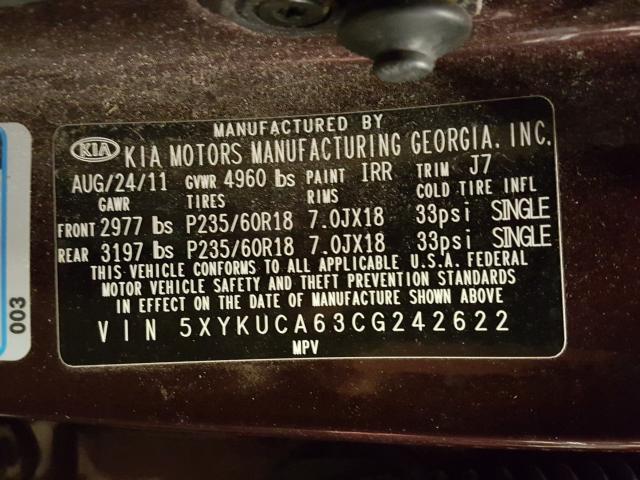 MANUFACTURED BY
KIA KIA MOTORS MANUFACTURING GEORGIA, INC.
AUG/24/11 GVWR 4960 lbs PAINT IRR TRIM J7
GAWR TIRES RIMS COLD TIRE INFL
FRONT 2977 lbs P235/60R18 7.0JX18 33psi SINGLE
REAR 3197 lbs P235/60R18 7.0JX18 33psi SINGLE
THIS VEHICLE CONFORMS TO ALL APPLICABLE U.S.A. FEDERAL
MOTOR VEHICLE SAFETY AND THEFT PREVENTION STANDARDS
IN EFFECT ON THE DATE OF MANUFACTURE SHOWN ABOVE
VIN 5XYKUCA63CG242622
MPV
003